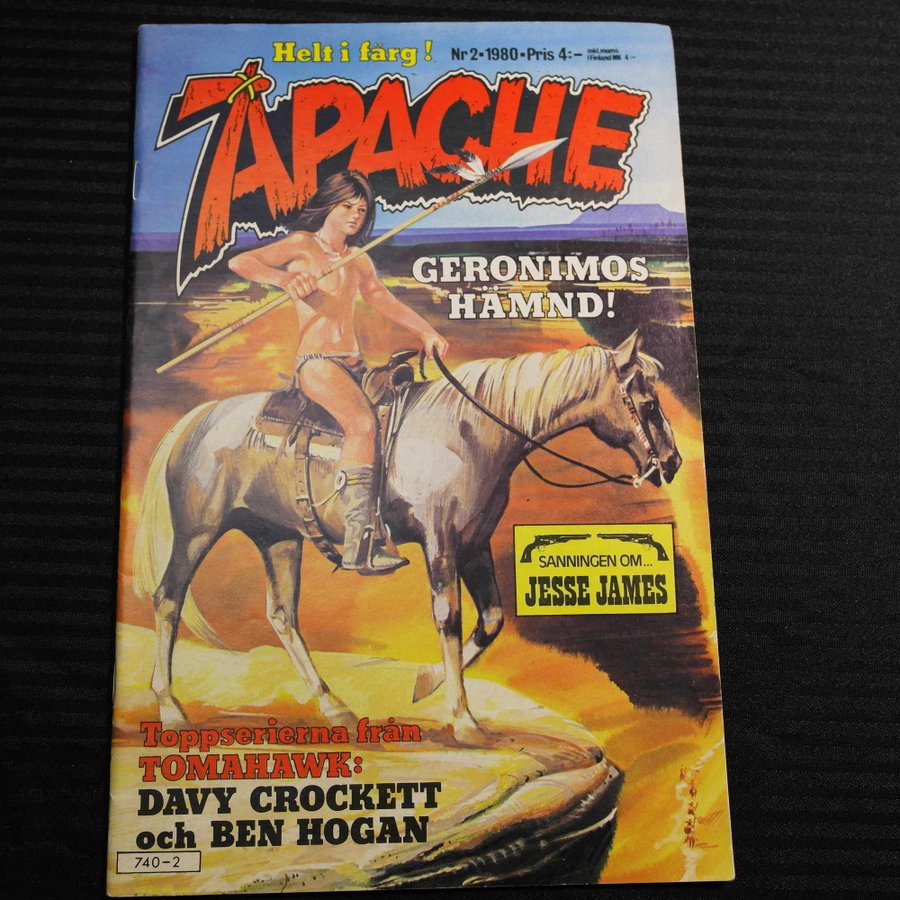 Helt i färg!
Nr 2•1980•Pris 4:–
inkl. moms
i Finland MK 4:–
APACHE
GERONIMOS
HÄMND!
SANNINGEN OM...
JESSE JAMES
Toppserierna från
TOMAHAWK:
DAVY CROCKETT
och BEN HOGAN
740–2